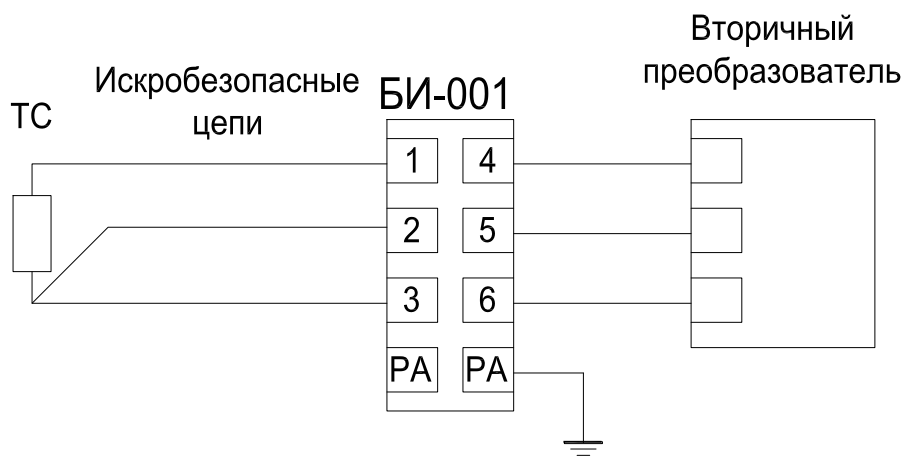 Вторичный
преобразователь
Искробезопасные
цепи
БИ-001
ТС
1 4
2 5
3 6
PA PA